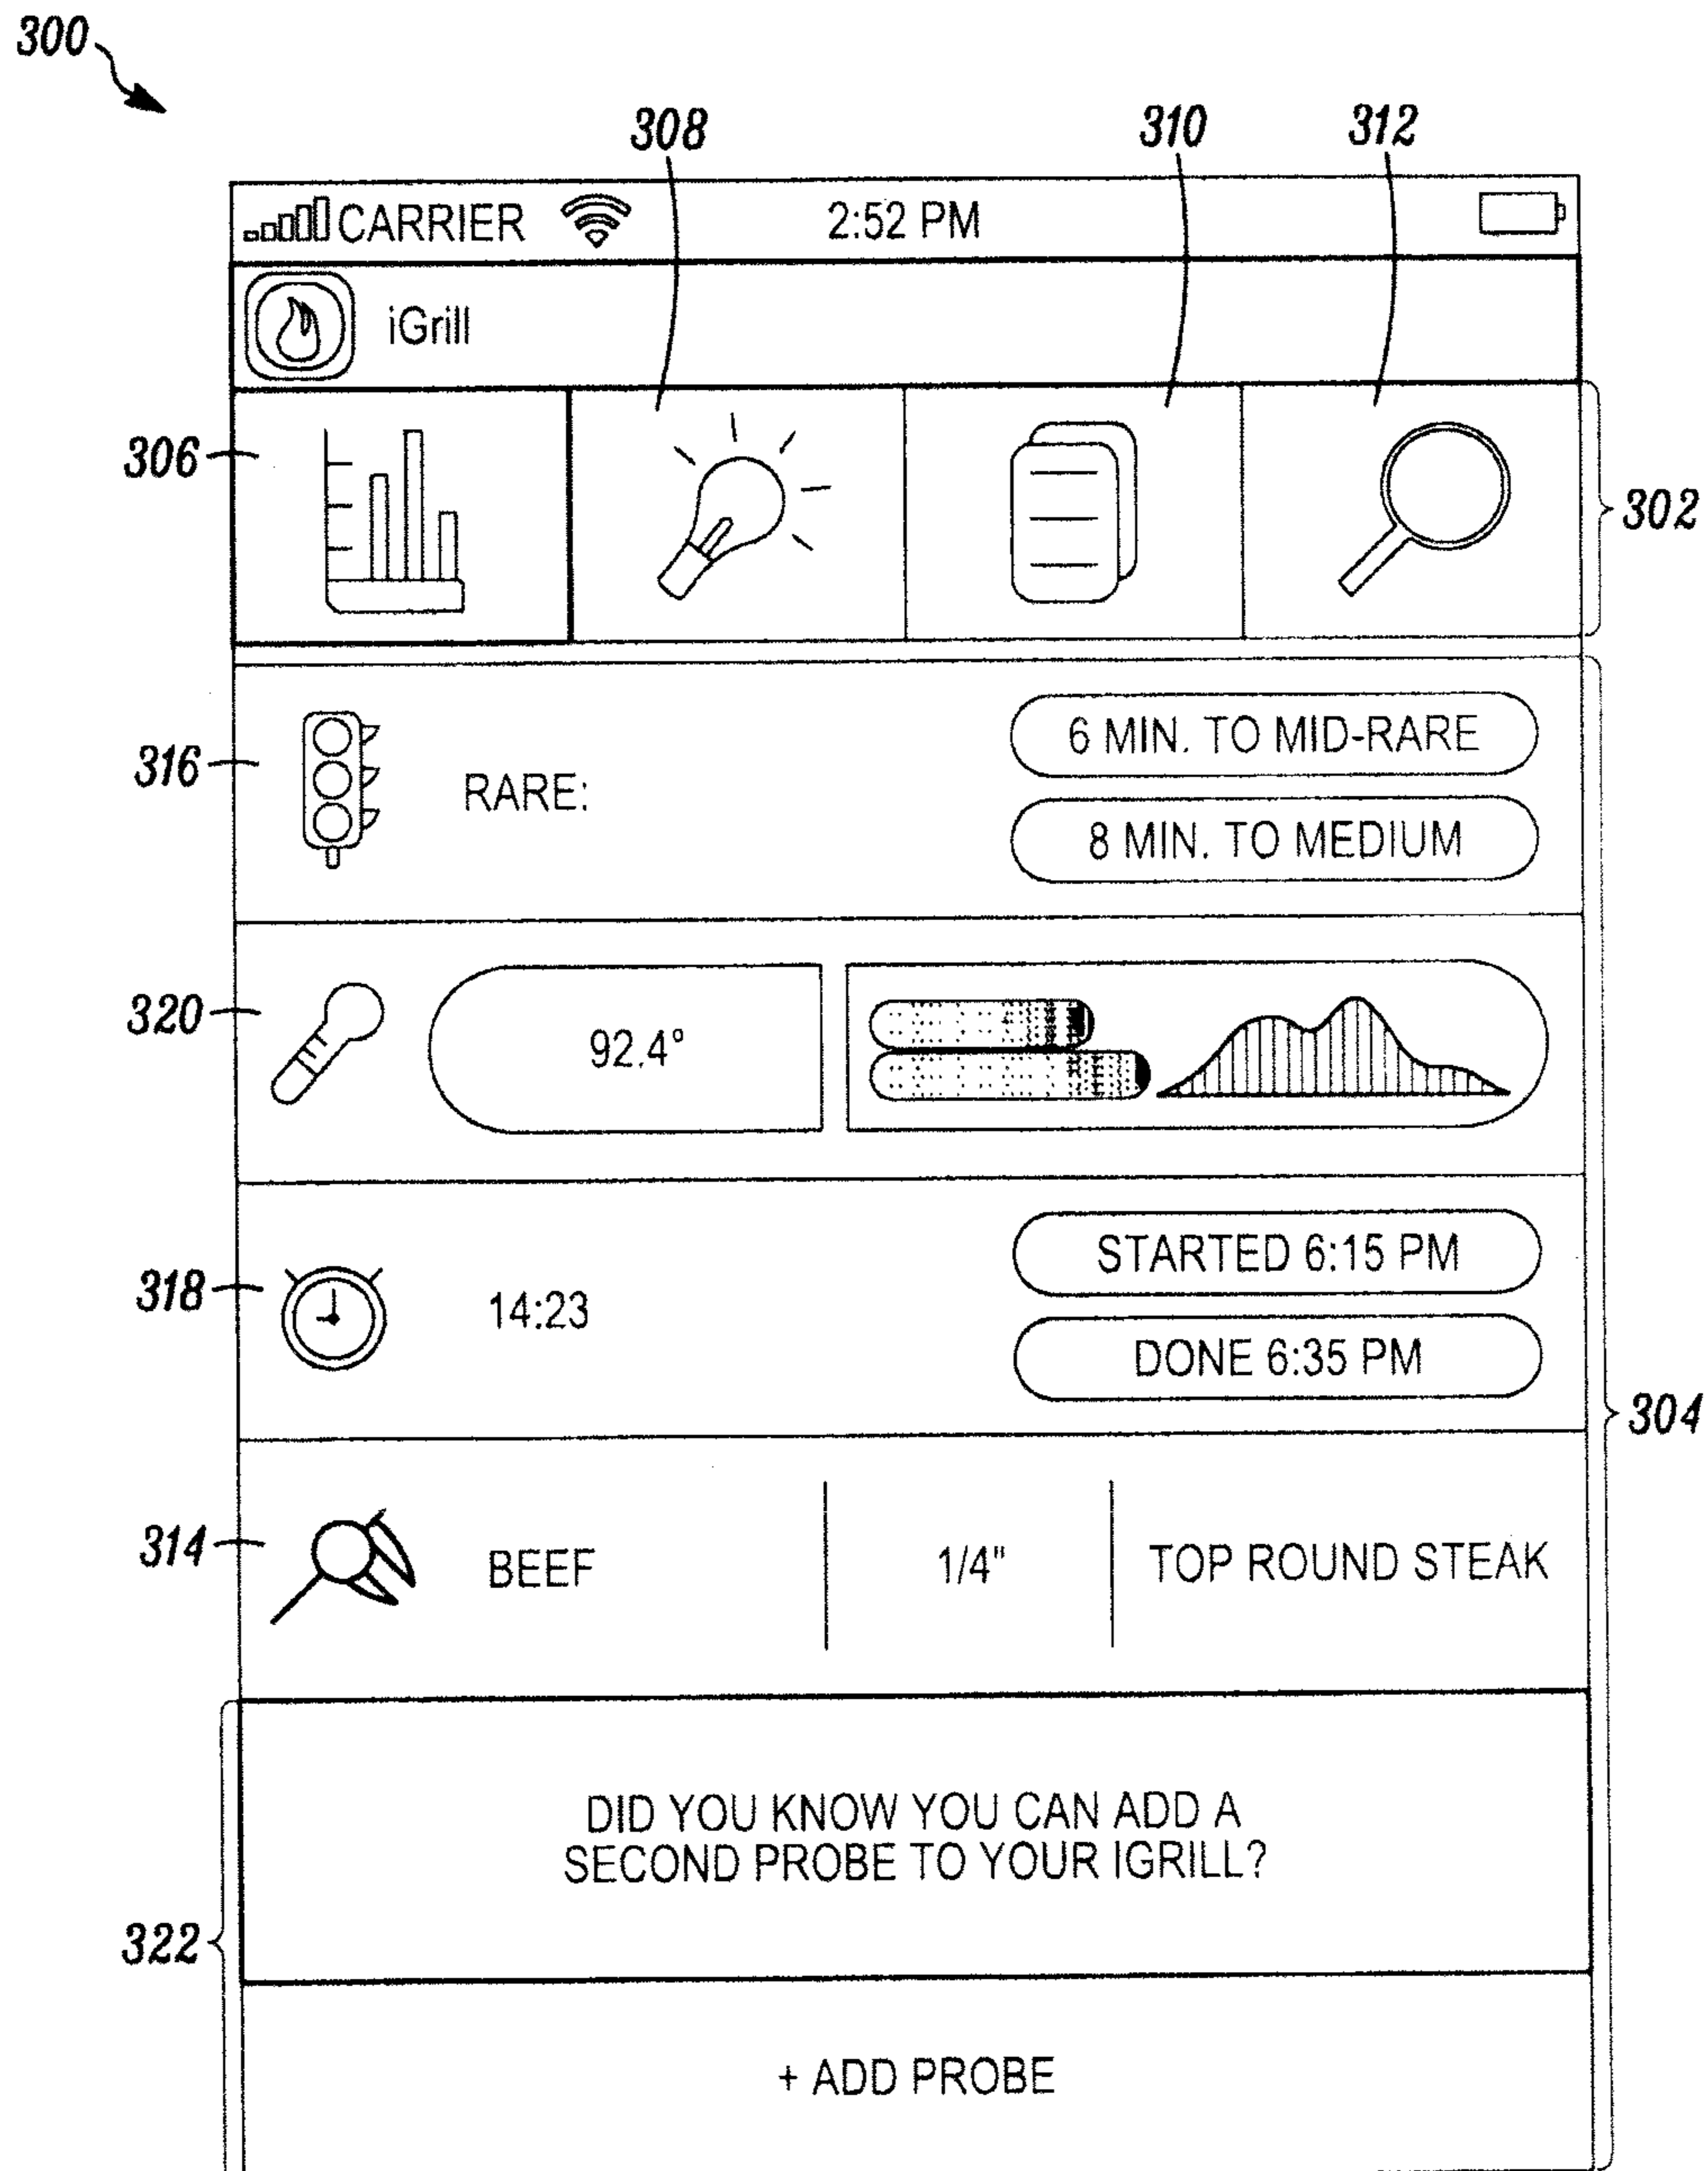 300
308 310 312
CARRIER 2:52 PM
iGrill
306
302
316
RARE:
6 MIN. TO MID-RARE
8 MIN. TO MEDIUM
320
92.4°
318
14:23
STARTED 6:15 PM
DONE 6:35 PM
304
314
BEEF 1/4" TOP ROUND STEAK
DID YOU KNOW YOU CAN ADD A
SECOND PROBE TO YOUR IGRILL?
322
+ ADD PROBE